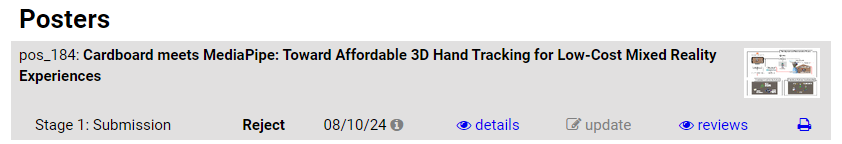 Posters
pos_184: Cardboard meets MediaPipe: Toward Affordable 3D Hand Tracking for Low-Cost Mixed Reality
Experiences
Stage 1: Submission Reject 08/10/24 details update reviews